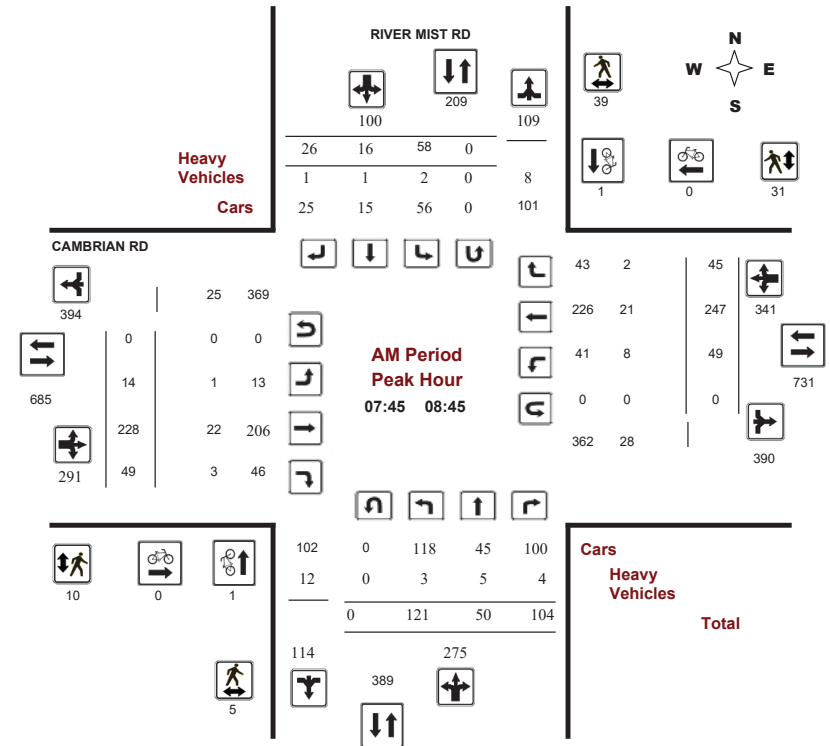 RIVER MIST RD
N
W E
S
209
39
100
109
26 16 58 0
Heavy
Vehicles
1 1 2 0 8
Cars
25 15 56 0 101
1 0 31
CAMBRIAN RD
394
25 369
0 0 0
685
14 1 13
228 22 206
291
49 3 46
AM Period
Peak Hour
07:45 08:45
43 2 45
226 21 247 341
41 8 49
731
0 0 0
362 28
390
10 0 1
5
102 0 118 45 100
12 0 3 5 4
0 121 50 104
114 275
389
Cars
Heavy
Vehicles
Total